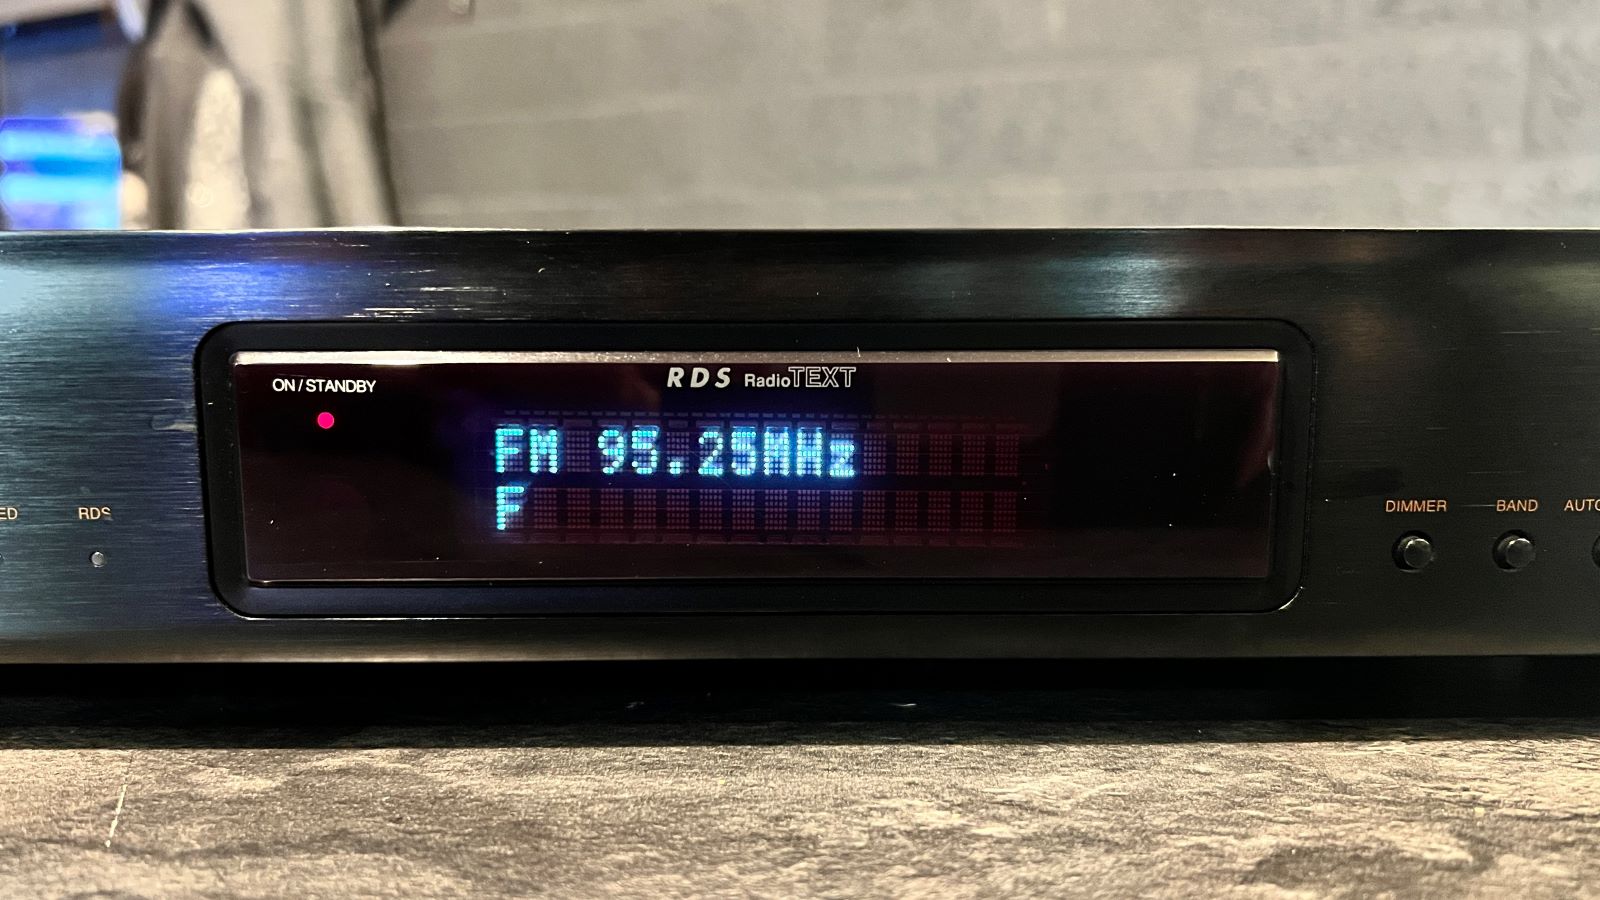 RDS RadioTEXT
ON/STANDBY
FM 95.25MHz
F
RDS
DIMMER
BAND